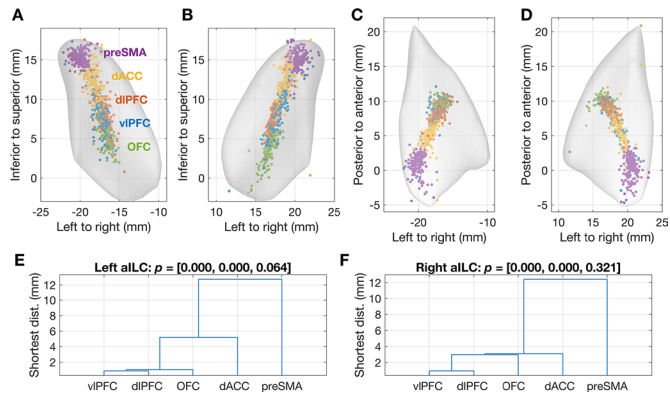 A
B
C
D
Inferior to superior (mm)
15
10
5
0
preSMA
dACC
dlPFC
vlPFC
OFC
-25
-20
-15
-10
Left to right (mm)
Inferior to superior (mm)
15
10
5
0
10
15
20
25
Left to right (mm)
Posterior to anterior (mm)
20
15
10
5
0
-5
-20
-10
Left to right (mm)
Posterior to anterior (mm)
20
15
10
5
0
-5
10
15
20
25
Left to right (mm)
E
Left aILC: p = [0.000, 0.000, 0.064]
Shortest dist. (mm)
12
10
8
6
4
2
vlPFC dlPFC OFC dACC preSMA
F
Right aILC: p = [0.000, 0.000, 0.321]
Shortest dist. (mm)
12
10
8
6
4
2
vlPFC dlPFC OFC dACC preSMA